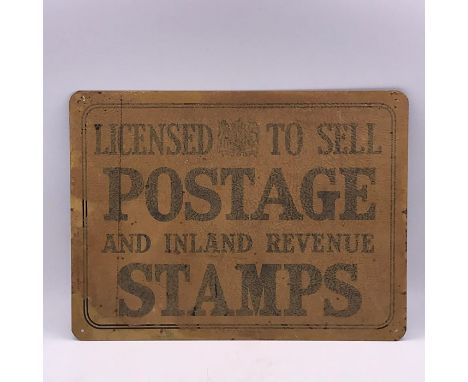 LICENSED TO SELL
POSTAGE
AND INLAND REVENUE
STAMPS